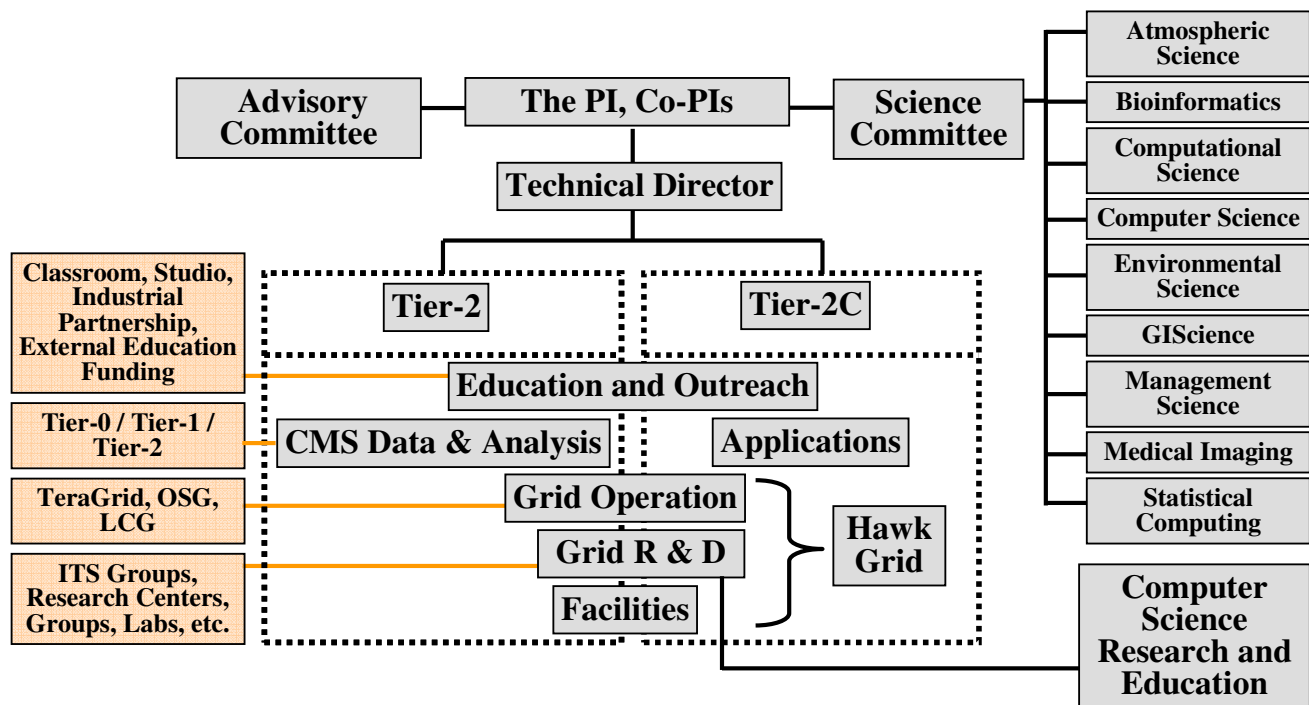 Advisory
Committee
The PI, Co-PIs
Science
Committee
Technical Director
Atmospheric
Science
Bioinformatics
Computational
Science
Computer Science
Environmental
Science
GIScience
Management
Science
Medical Imaging
Statistical
Computing
Classroom, Studio,
Industrial
Partnership,
External Education
Funding
Tier-0 / Tier-1 /
Tier-2
TeraGrid, OSG,
LCG
ITS Groups,
Research Centers,
Groups, Labs, etc.
Tier-2
Tier-2C
Education and Outreach
CMS Data & Analysis
Applications
Grid Operation
Grid R & D
Facilities
Hawk
Grid
Computer
Science
Research and
Education